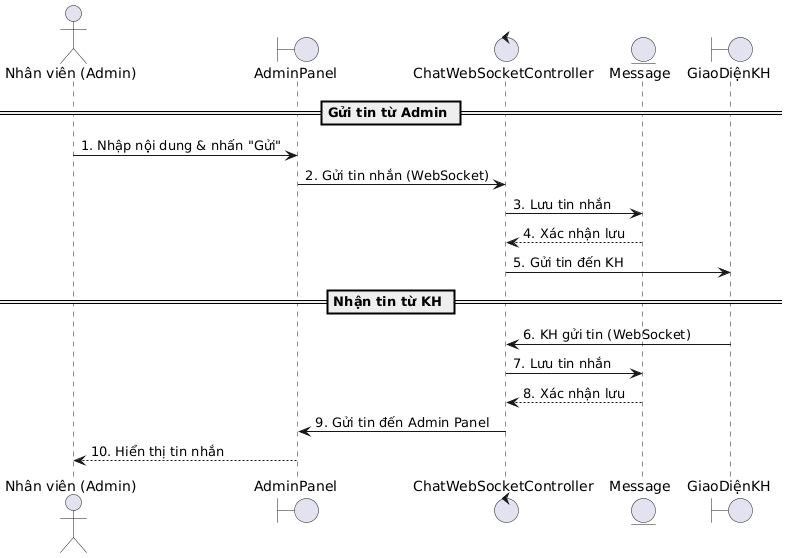 Nhân viên (Admin)
AdminPanel
ChatWebSocketController
Message
GiaoDiệnKH
Gửi tin từ Admin
1. Nhập nội dung & nhấn "Gửi"
2. Gửi tin nhắn (WebSocket)
3. Lưu tin nhắn
4. Xác nhận lưu
5. Gửi tin đến KH
Nhận tin từ KH
6. KH gửi tin (WebSocket)
7. Lưu tin nhắn
8. Xác nhận lưu
9. Gửi tin đến Admin Panel
10. Hiển thị tin nhắn
Nhân viên (Admin)
AdminPanel
ChatWebSocketController
Message
GiaoDiệnKH